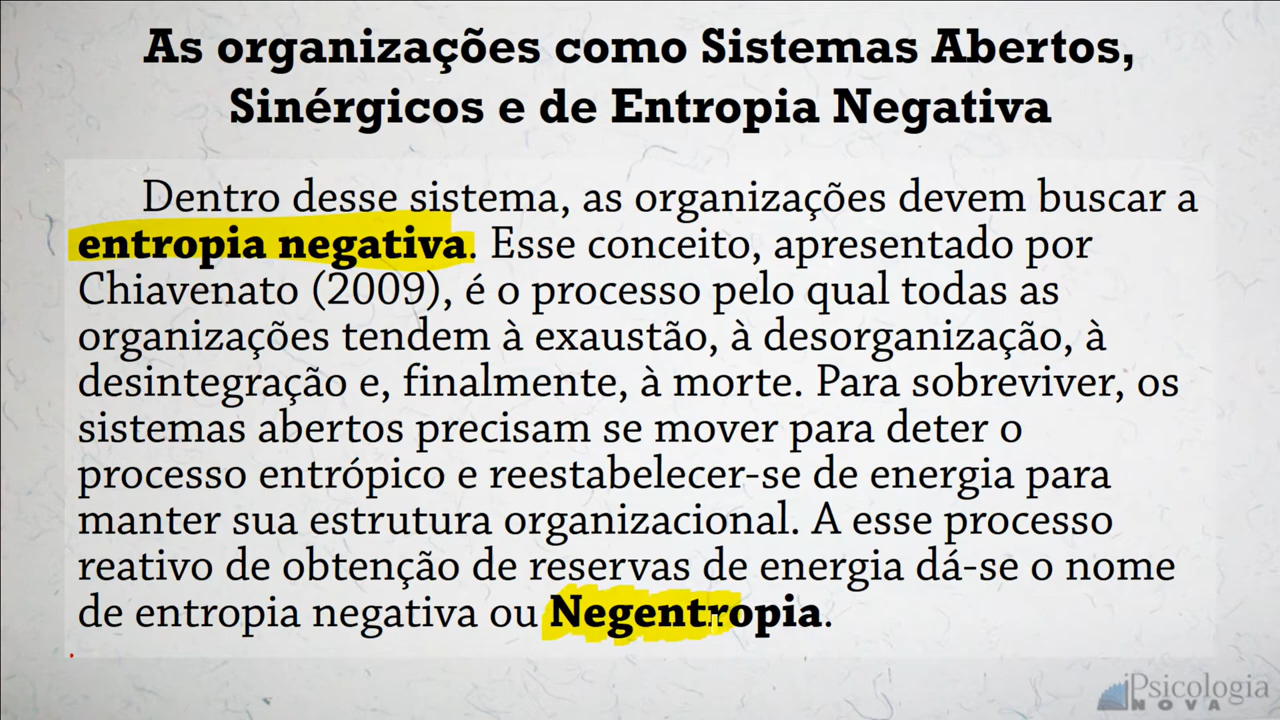 As organizações como Sistemas Abertos,
Sinérgicos e de Entropia Negativa
Dentro desse sistema, as organizações devem buscar a
entropia negativa. Esse conceito, apresentado por
Chiavenato (2009), é o processo pelo qual todas as
organizações tendem à exaustão, à desorganização, à
desintegração e, finalmente, à morte. Para sobreviver, os
sistemas abertos precisam se mover para deter o
processo entrópico e reestabelecer-se de energia para
manter sua estrutura organizacional. A esse processo
reativo de obtenção de reservas de energia dá-se o nome
de entropia negativa ou Negentropia.
Psicologia
NOVA